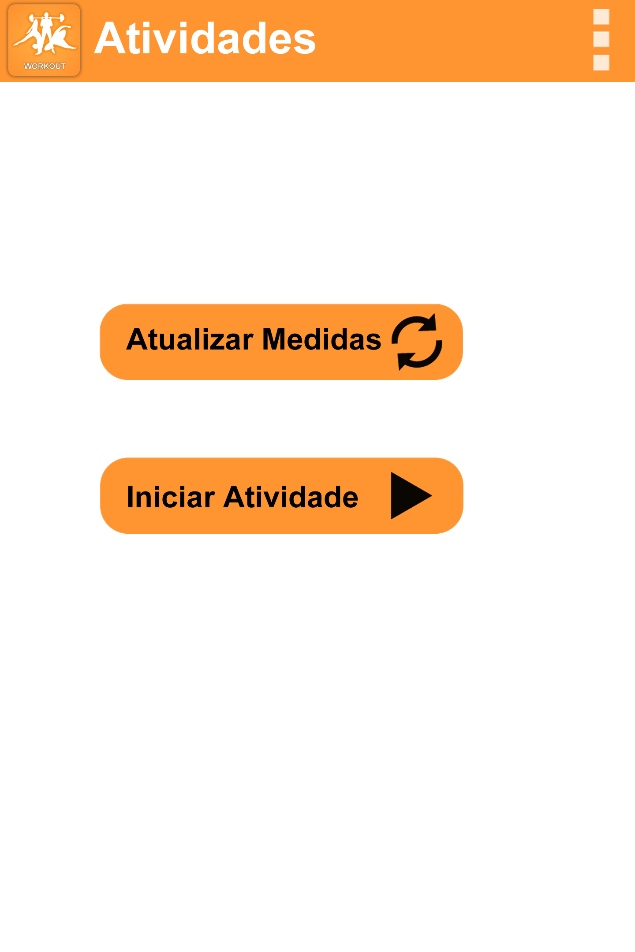 Atividades
WORKOUT
Atualizar Medidas
Iniciar Atividade